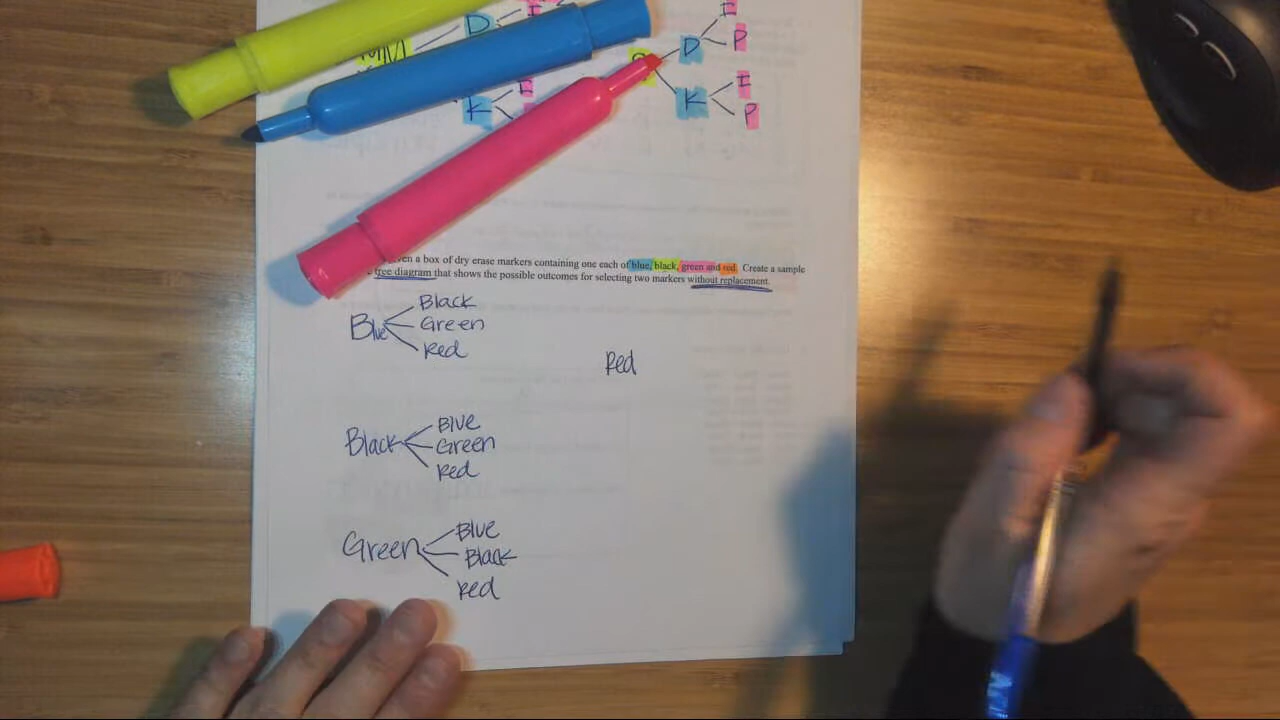 MM D
K
D I
P
K I
P
a box of dry erase markers containing one each of blue, black, green and red. Create a sample
tree diagram that shows the possible outcomes for selecting two markers without replacement.
Blue Black
Green
Red
Red
Black Blue
Green
Red
Green Blue
Black
Red